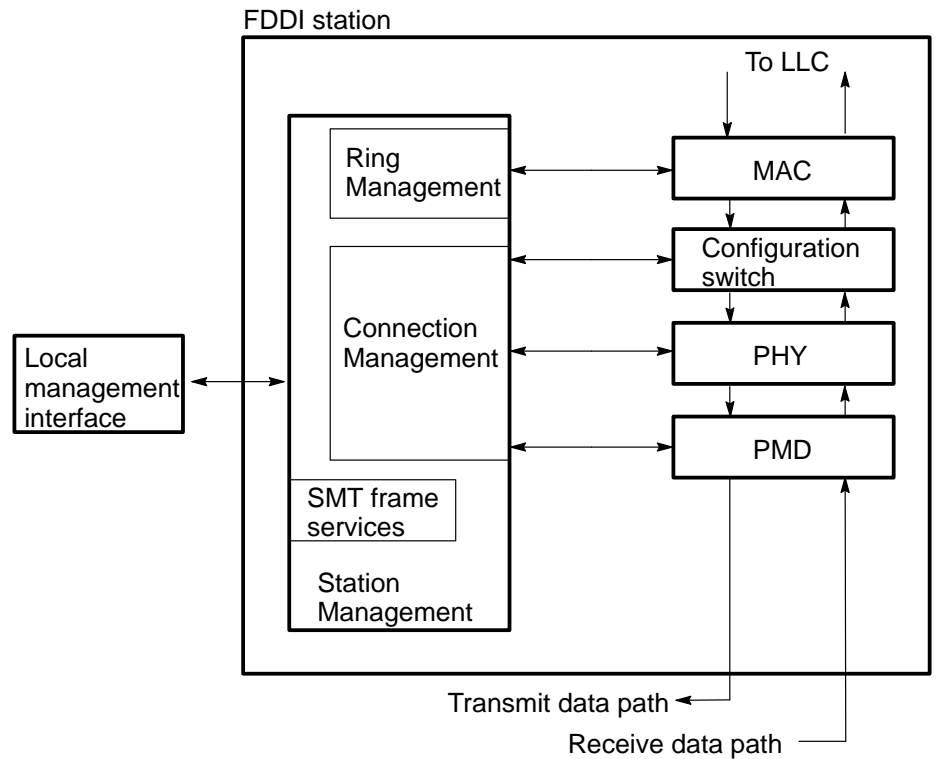 FDDI station
To LLC
Ring
Management
MAC
Configuration
switch
Connection
Management
PHY
Local
management
interface
PMD
SMT frame
services
Station
Management
Transmit data path
Receive data path